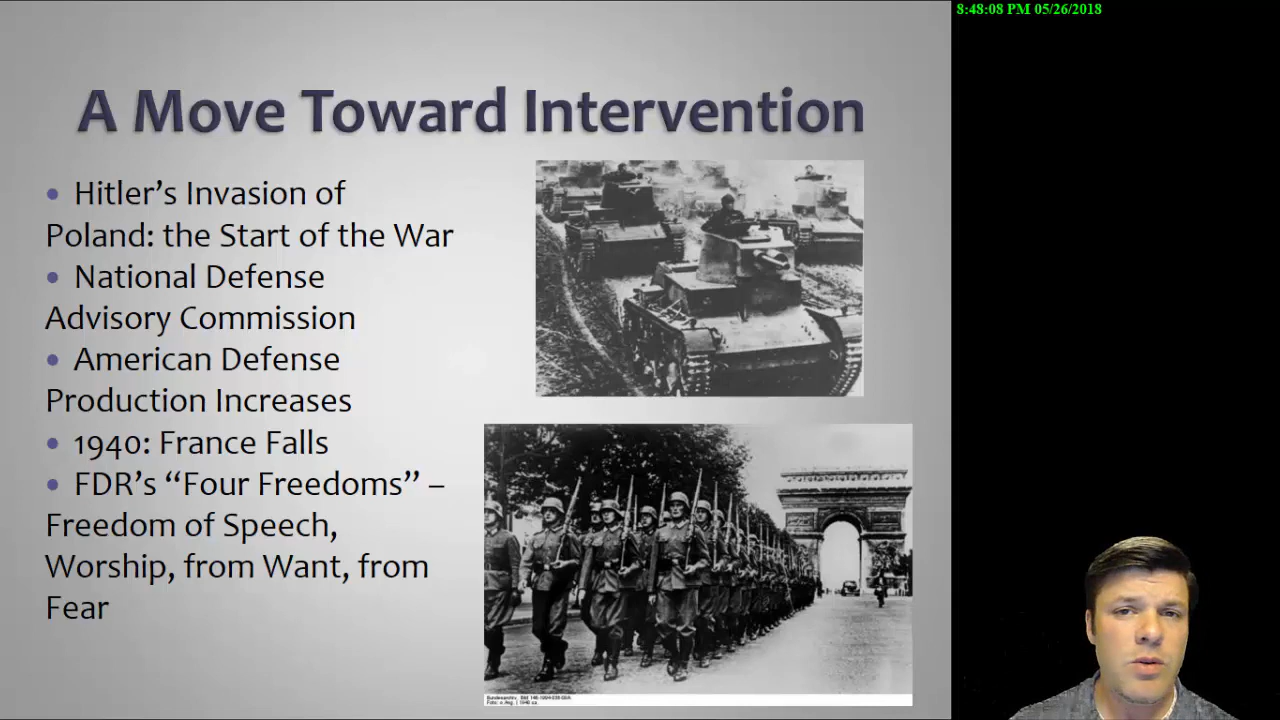 8:48:08 PM 05/26/2018
A Move Toward Intervention
• Hitler's Invasion of
Poland: the Start of the War
• National Defense
Advisory Commission
• American Defense
Production Increases
• 1940: France Falls
• FDR's “Four Freedoms” –
Freedom of Speech,
Worship, from Want, from
Fear